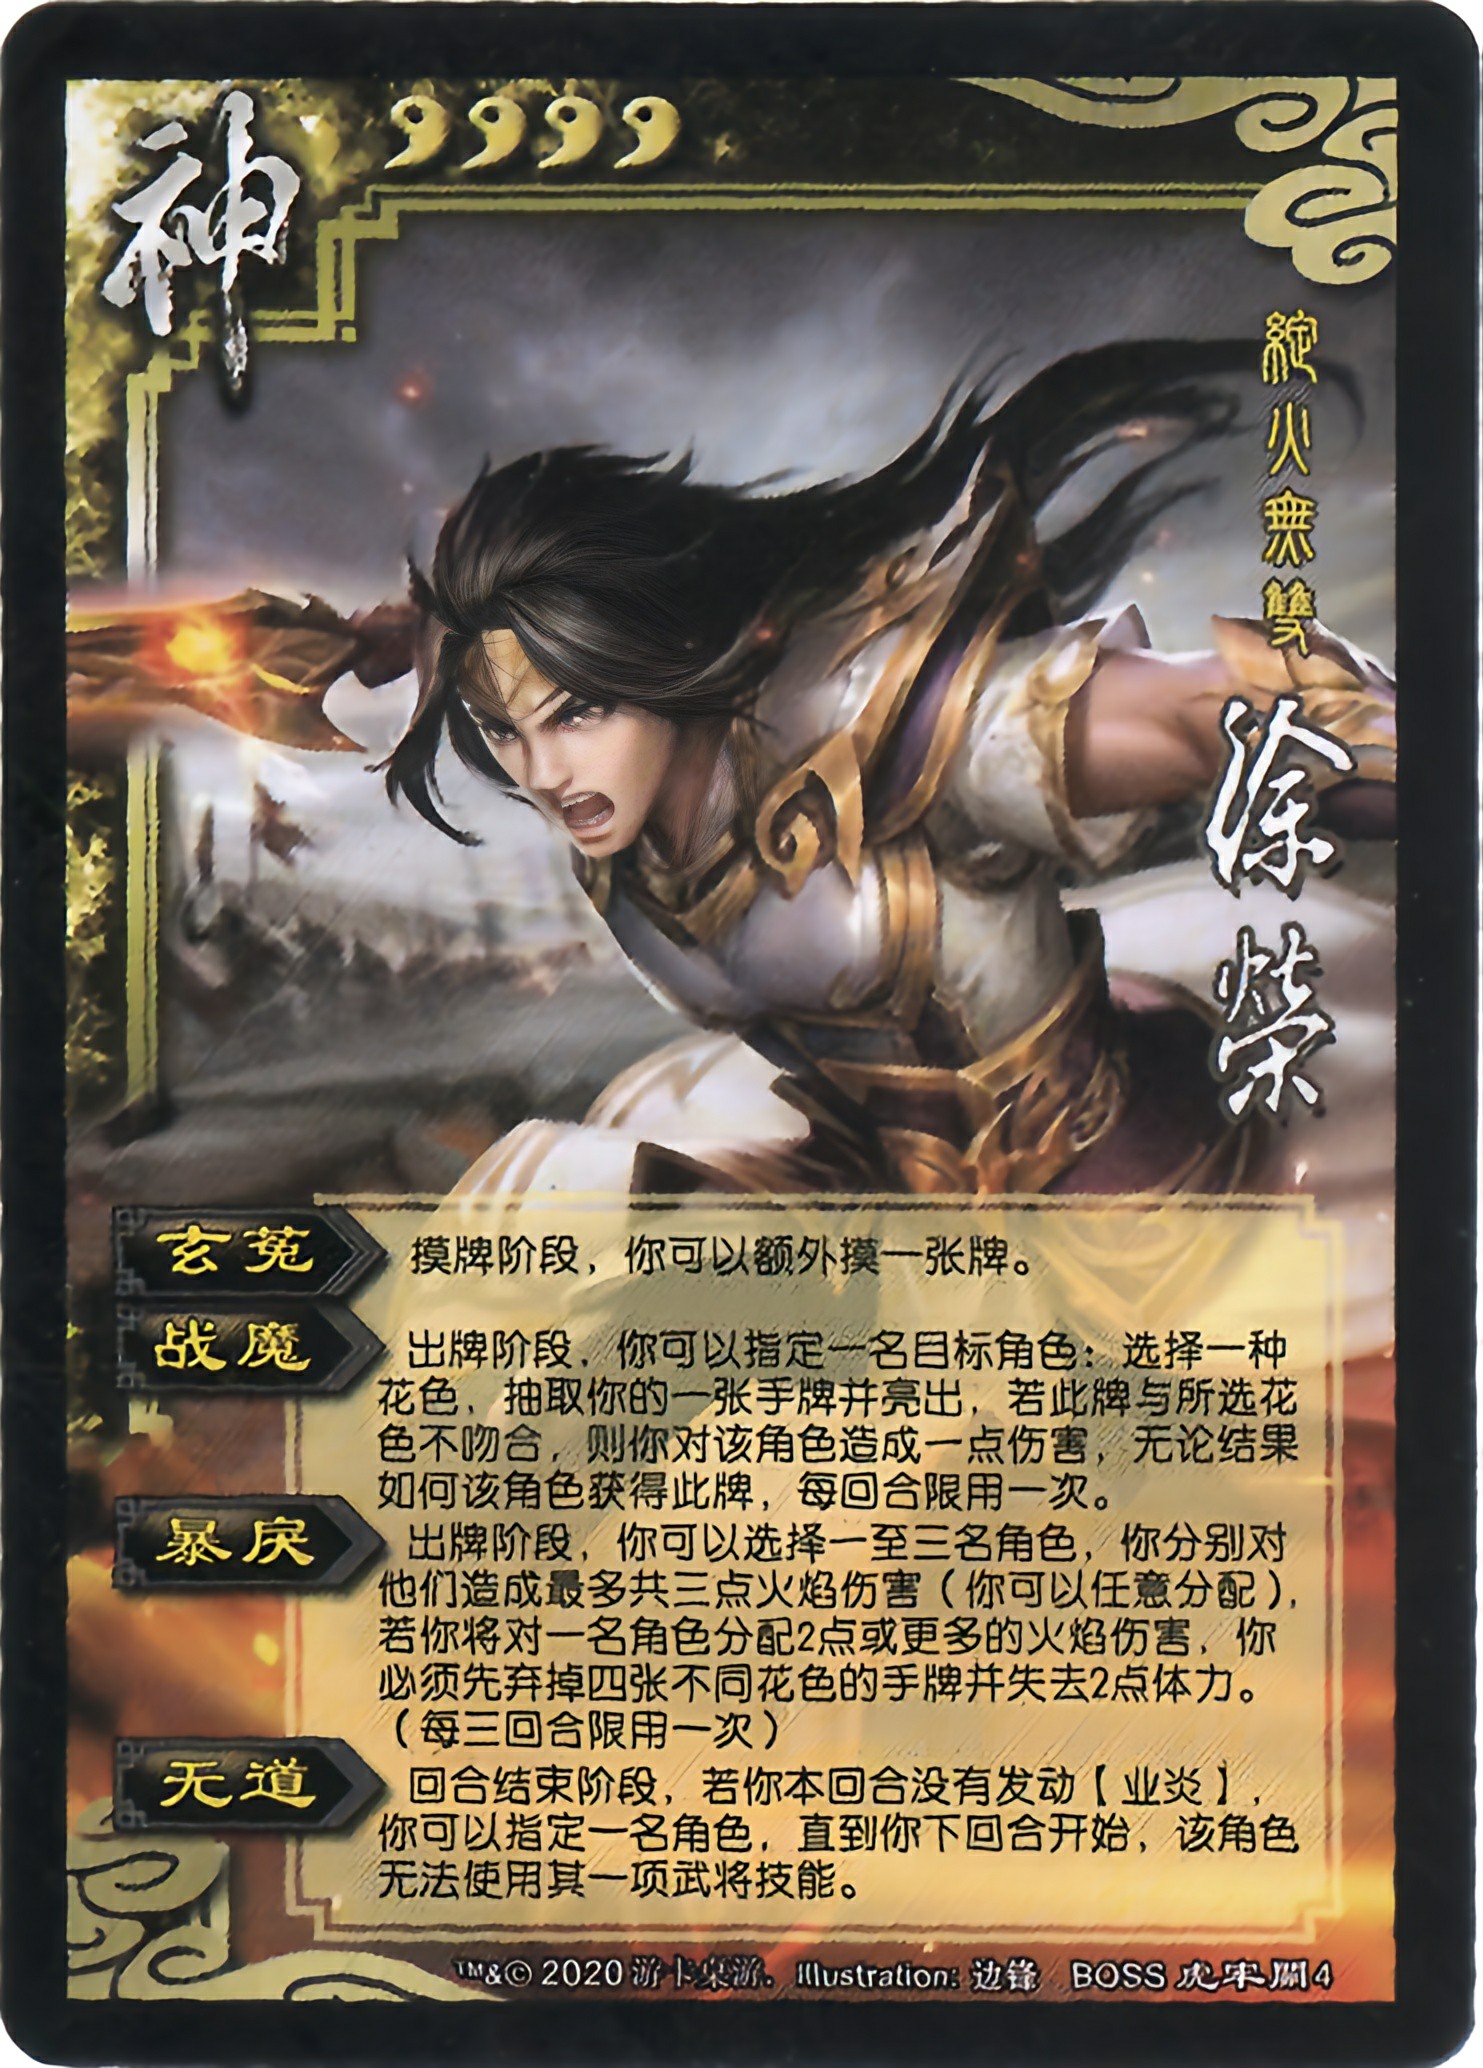 神
綻火無雙
徐榮
玄菟
摸牌阶段，你可以额外摸一张牌。
战魔
出牌阶段，你可以指定一名目标角色：选择一种
花色，抽取你的一张手牌并亮出，若此牌与所选花
色不吻合，则你对该角色造成一点伤害，无论结果
如何该角色获得此牌，每回合限用一次。
暴戾
出牌阶段，你可以选择一至三名角色，你分别对
他们造成最多共三点火焰伤害（你可以任意分配），
若你将对一名角色分配2点或更多的火焰伤害，你
必须先弃掉四张不同花色的手牌并失去2点体力。
（每三回合限用一次）
无道
回合结束阶段，若你本回合没有发动【业炎】，
你可以指定一名角色，直到你下回合开始，该角色
无法使用其一项武将技能。
™&© 2020 游卡桌游. Illustration: 边锋 BOSS 虎牢關4